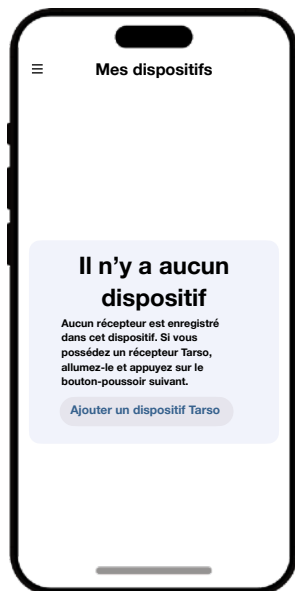 Mes dispositifs
Il n’y a aucun
dispositif
Aucun récepteur est enregistré
dans cet dispositif. Si vous
possédez un récepteur Tarso,
allumez-le et appuyez sur le
bouton-poussoir suivant.
Ajouter un dispositif Tarso